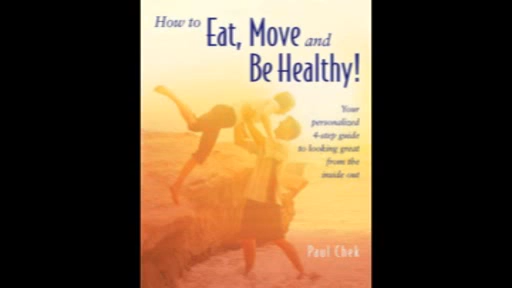 How to Eat, Move and
Be Healthy!
Your
personalized
4-step guide
to looking great
from the
inside out
Paul Chek